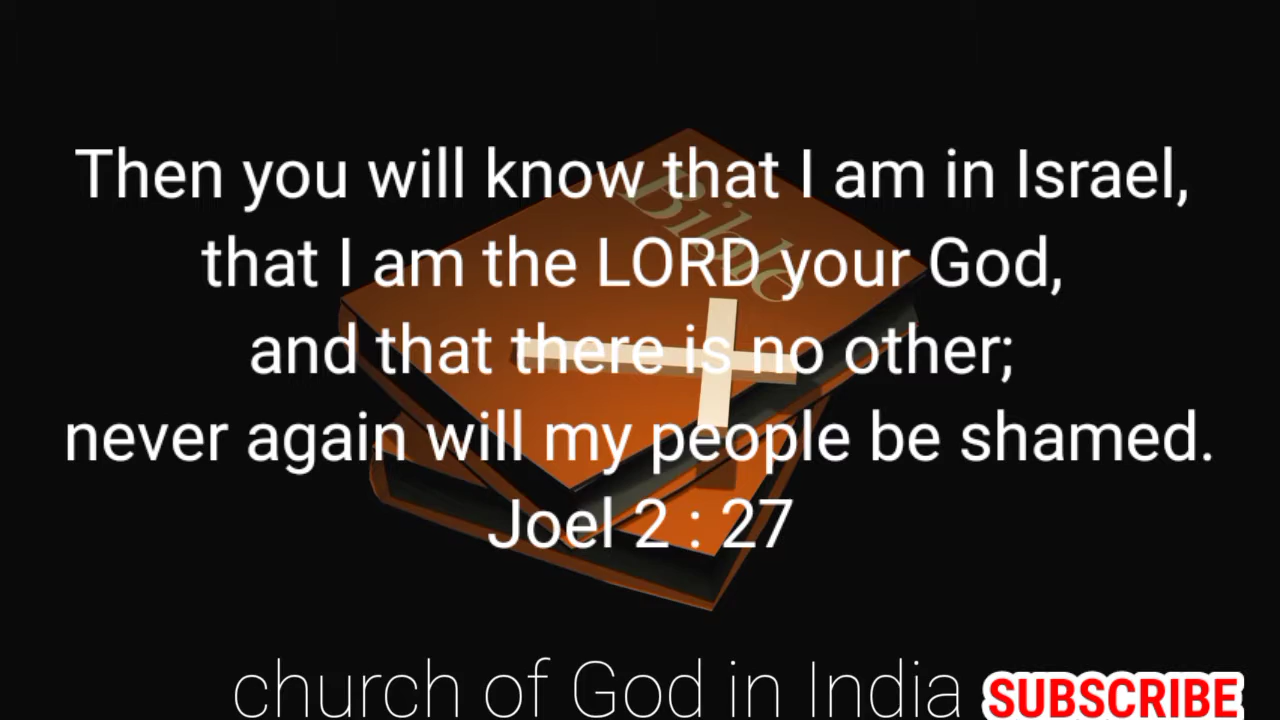 Bible
Then you will know that I am in Israel,
that I am the LORD your God,
and that there is no other;
never again will my people be shamed.
Joel 2 : 27
church of God in India
SUBSCRIBE